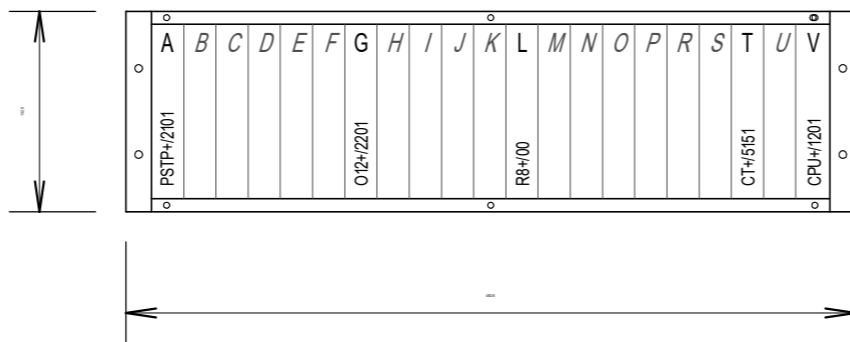 A B C D E F G H I J K L M N O P R S T U V
PSTP+/2101
O12+/2201
R8+/00
CT+/5151
CPU+/1201